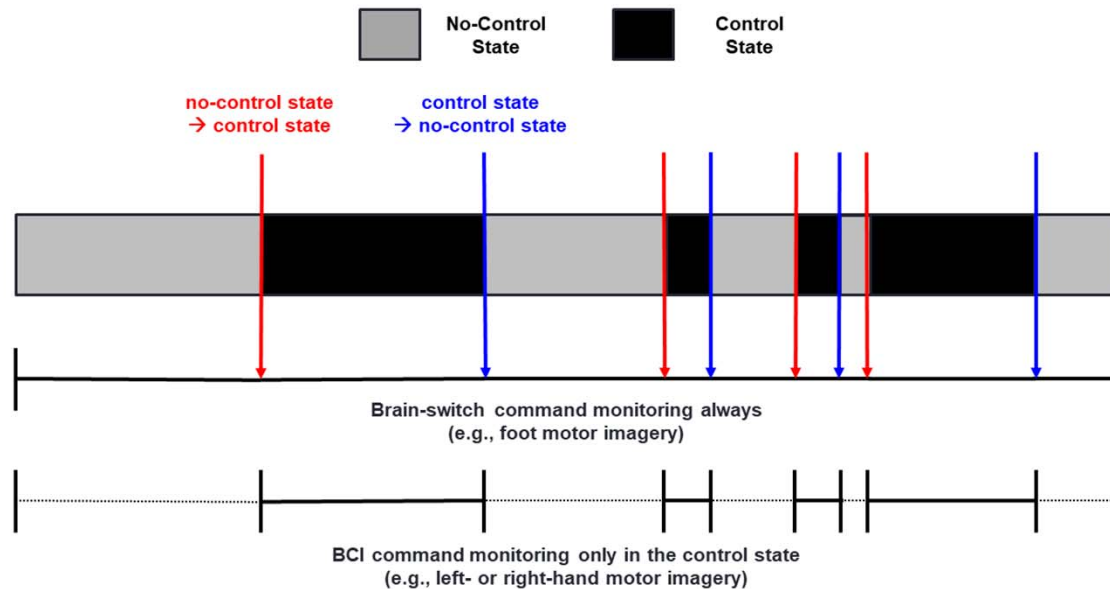 No-Control
State
Control
State
no-control state
→ control state
control state
→ no-control state
Brain-switch command monitoring always
(e.g., foot motor imagery)
BCI command monitoring only in the control state
(e.g., left- or right-hand motor imagery)